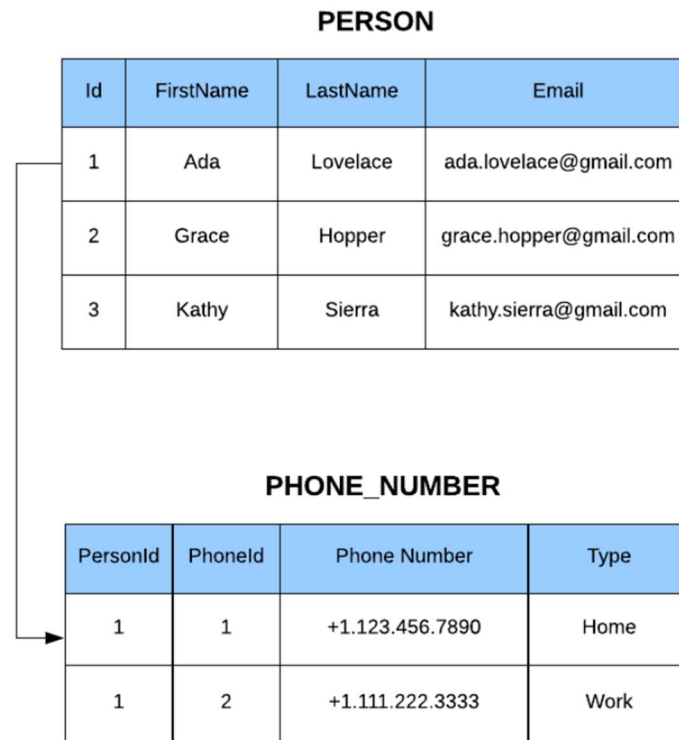 PERSON
Id FirstName LastName Email
1 Ada Lovelace ada.lovelace@gmail.com
2 Grace Hopper grace.hopper@gmail.com
3 Kathy Sierra kathy.sierra@gmail.com
PHONE_NUMBER
PersonId PhoneId Phone Number Type
1 1 +1.123.456.7890 Home
1 2 +1.111.222.3333 Work